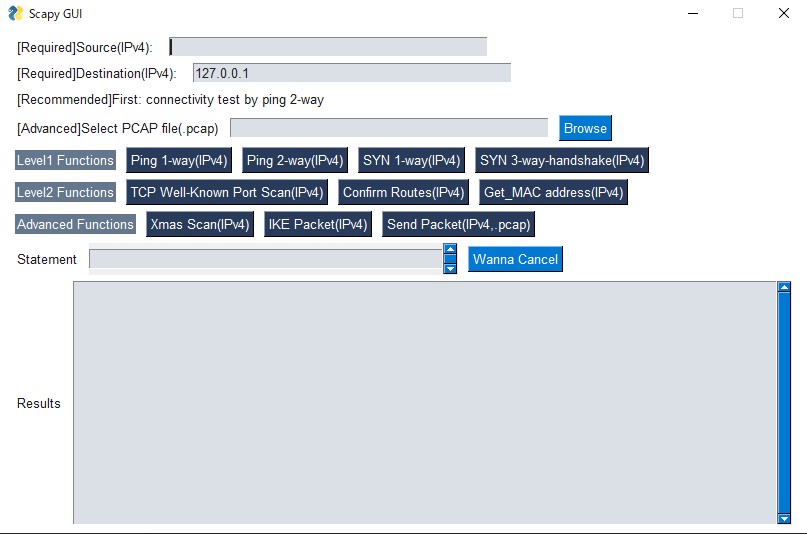 Scapy GUI
[Required]Source(IPv4):
[Required]Destination(IPv4): 127.0.0.1
[Recommended]First: connectivity test by ping 2-way
[Advanced]Select PCAP file(.pcap) Browse
Level1 Functions Ping 1-way(IPv4) Ping 2-way(IPv4) SYN 1-way(IPv4) SYN 3-way-handshake(IPv4)
Level2 Functions TCP Well-Known Port Scan(IPv4) Confirm Routes(IPv4) Get_MAC address(IPv4)
Advanced Functions Xmas Scan(IPv4) IKE Packet(IPv4) Send Packet(IPv4,.pcap)
Statement Wanna Cancel
Results